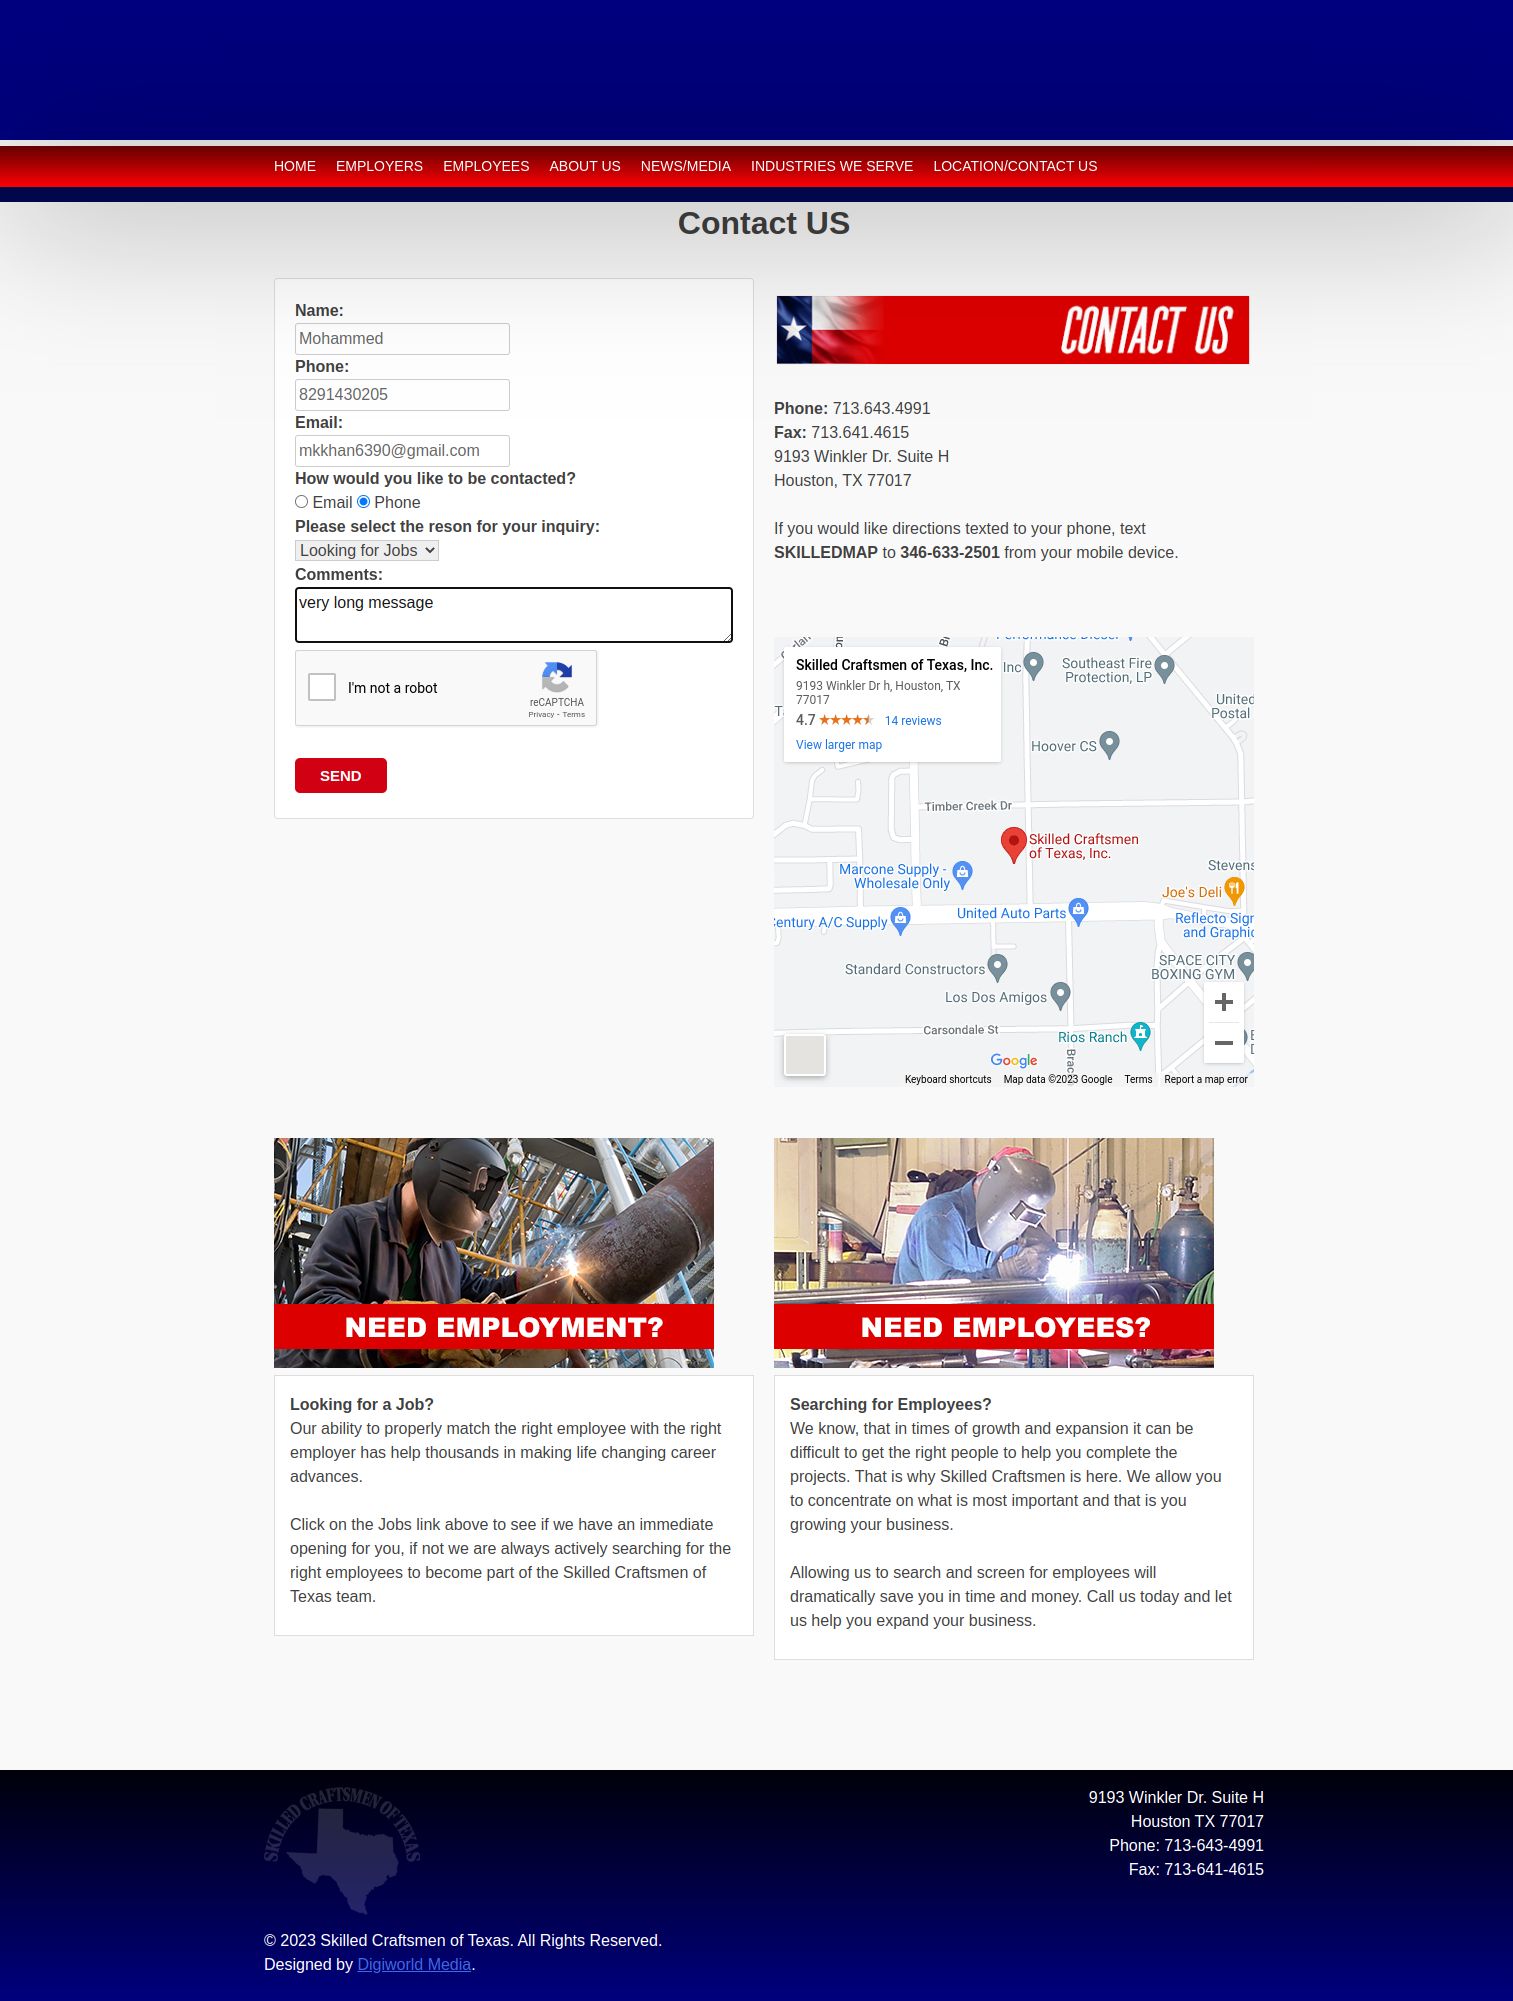 HOME EMPLOYERS EMPLOYEES ABOUT US NEWS/MEDIA INDUSTRIES WE SERVE LOCATION/CONTACT US
Contact US
Name:
Mohammed
Phone:
8291430205
Email:
mkkhan6390@gmail.com
How would you like to be contacted?
Email Phone
Please select the reson for your inquiry:
Looking for Jobs
Comments:
very long message
I'm not a robot
reCAPTCHA
Privacy - Terms
SEND
CONTACT US
Phone: 713.643.4991
Fax: 713.641.4615
9193 Winkler Dr. Suite H
Houston, TX 77017
If you would like directions texted to your phone, text
SKILLEDMAP to 346-633-2501 from your mobile device.
Performance Diesel
Skilled Craftsmen of Texas, Inc.
9193 Winkler Dr h, Houston, TX
77017
4.7 14 reviews
View larger map
Inc
Southeast Fire
Protection, LP
United
Postal
Hoover CS
Timber Creek Dr
Skilled Craftsmen
of Texas, Inc.
Marcone Supply -
Wholesale Only
Stevens
Joe's Deli
Century A/C Supply
United Auto Parts
Reflecto Sign
and Graphic
Standard Constructors
SPACE CITY
BOXING GYM
Los Dos Amigos
Carsondale St
Rios Ranch
Brac
Google
Keyboard shortcuts Map data ©2023 Google Terms Report a map error
NEED EMPLOYMENT?
NEED EMPLOYEES?
Looking for a Job?
Our ability to properly match the right employee with the right
employer has help thousands in making life changing career
advances.
Click on the Jobs link above to see if we have an immediate
opening for you, if not we are always actively searching for the
right employees to become part of the Skilled Craftsmen of
Texas team.
Searching for Employees?
We know, that in times of growth and expansion it can be
difficult to get the right people to help you complete the
projects. That is why Skilled Craftsmen is here. We allow you
to concentrate on what is most important and that is you
growing your business.
Allowing us to search and screen for employees will
dramatically save you in time and money. Call us today and let
us help you expand your business.
SKILLED CRAFTSMEN OF TEXAS
9193 Winkler Dr. Suite H
Houston TX 77017
Phone: 713-643-4991
Fax: 713-641-4615
© 2023 Skilled Craftsmen of Texas. All Rights Reserved.
Designed by Digiworld Media.